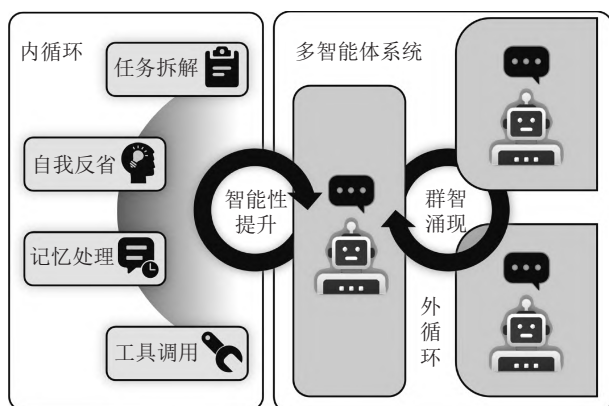 内循环
任务拆解
自我反省
记忆处理
工具调用
智能性
提升
多智能体系统
群智
涌现
外
循
环